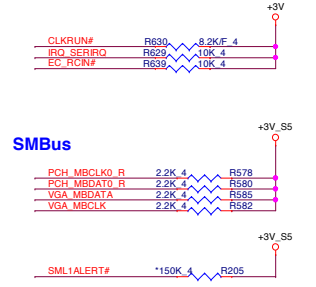 +3V
CLKRUN# R630 8.2K/F_4
IRQ_SERIRQ R629 10K_4
EC_RCIN# R639 10K_4
+3V_S5
SMBus
PCH_MBCLK0_R 2.2K_4 R578
PCH_MBDAT0_R 2.2K_4 R580
VGA_MBDATA 2.2K_4 R585
VGA_MBCLK 2.2K_4 R582
+3V_S5
SML1ALERT# *150K_4 R205